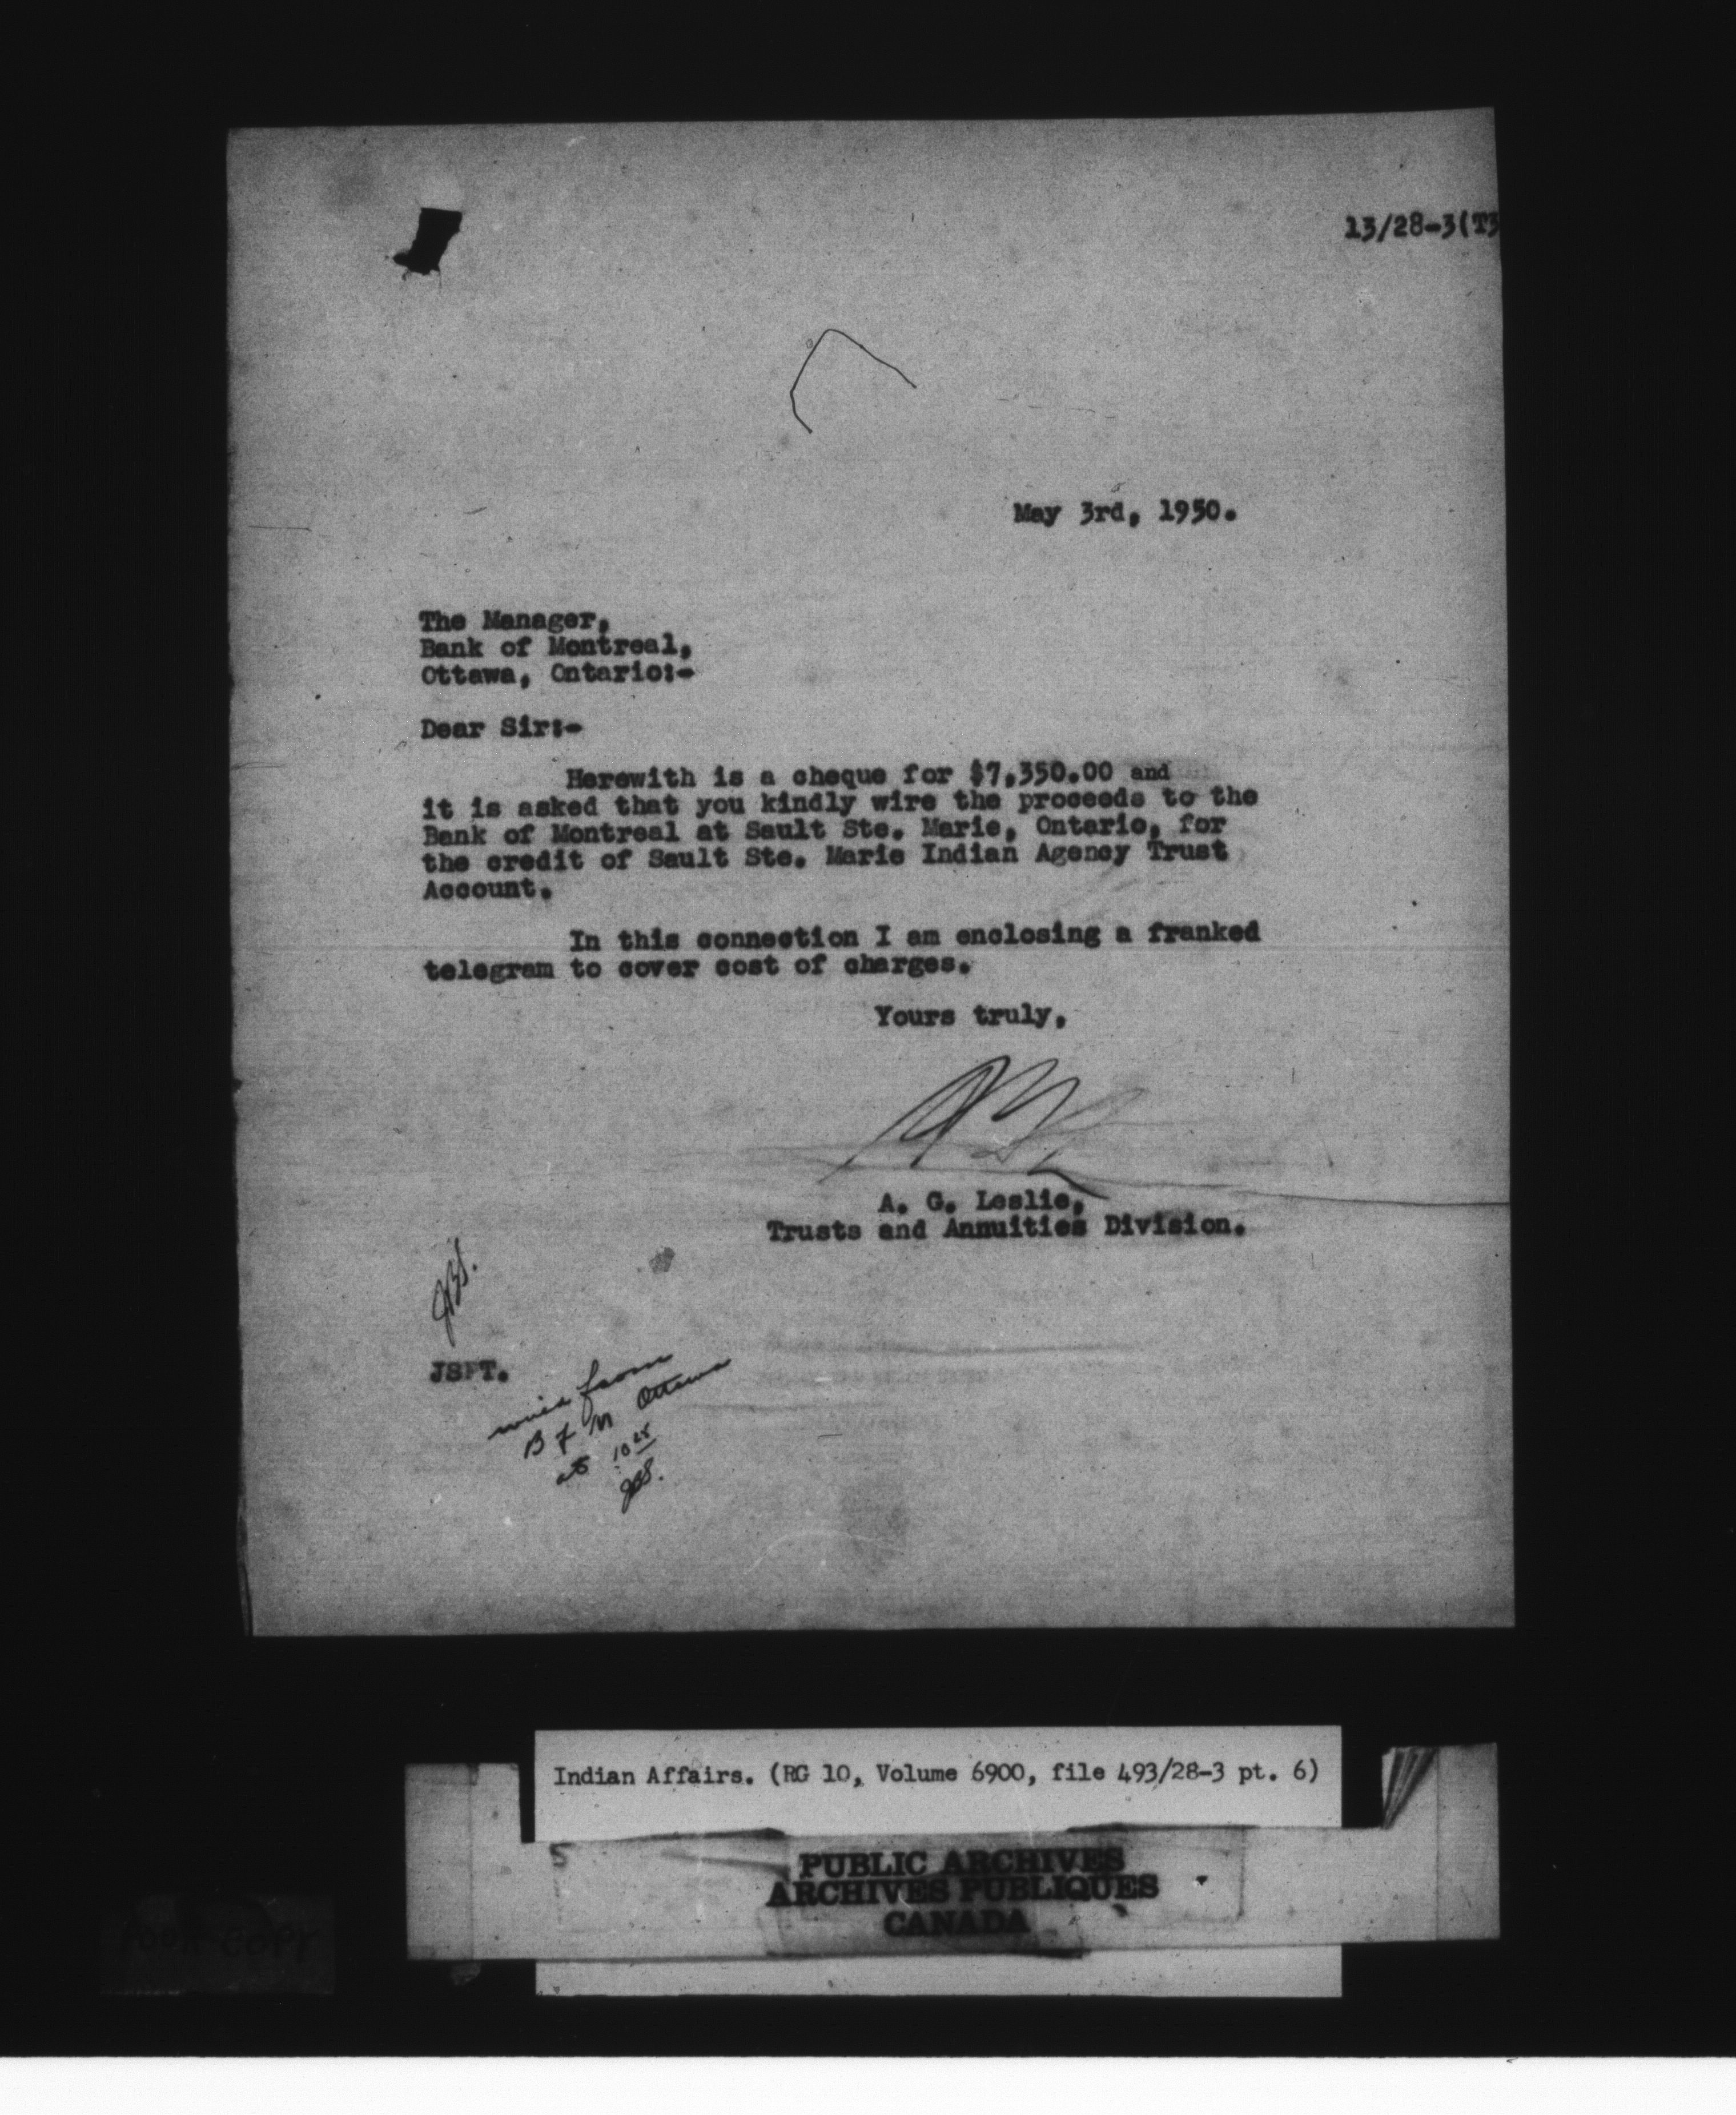 13/28-3(T3
May 3rd, 1950.
The Manager,
Bank of Montreal,
Ottawa, Ontario:-
Dear Sir:-
Herewith is a cheque for $7,350.00 and
it is asked that you kindly wire the proceeds to the
Bank of Montreal at Sault Ste. Marie, Ontario, for
the credit of Sault Ste. Marie Indian Agency Trust
Account.
In this connection I am enclosing a franked
telegram to cover cost of charges.
Yours truly,
A. G. Leslie,
Trusts and Annuities Division.
from
B of M Ottawa
at
Indian Affairs. (RG 10, Volume 6900, file 493/28-3 pt. 6)
PUBLIC ARCHIVES
ARCHIVES PUBLIQUES
CANADA
POOR COPY